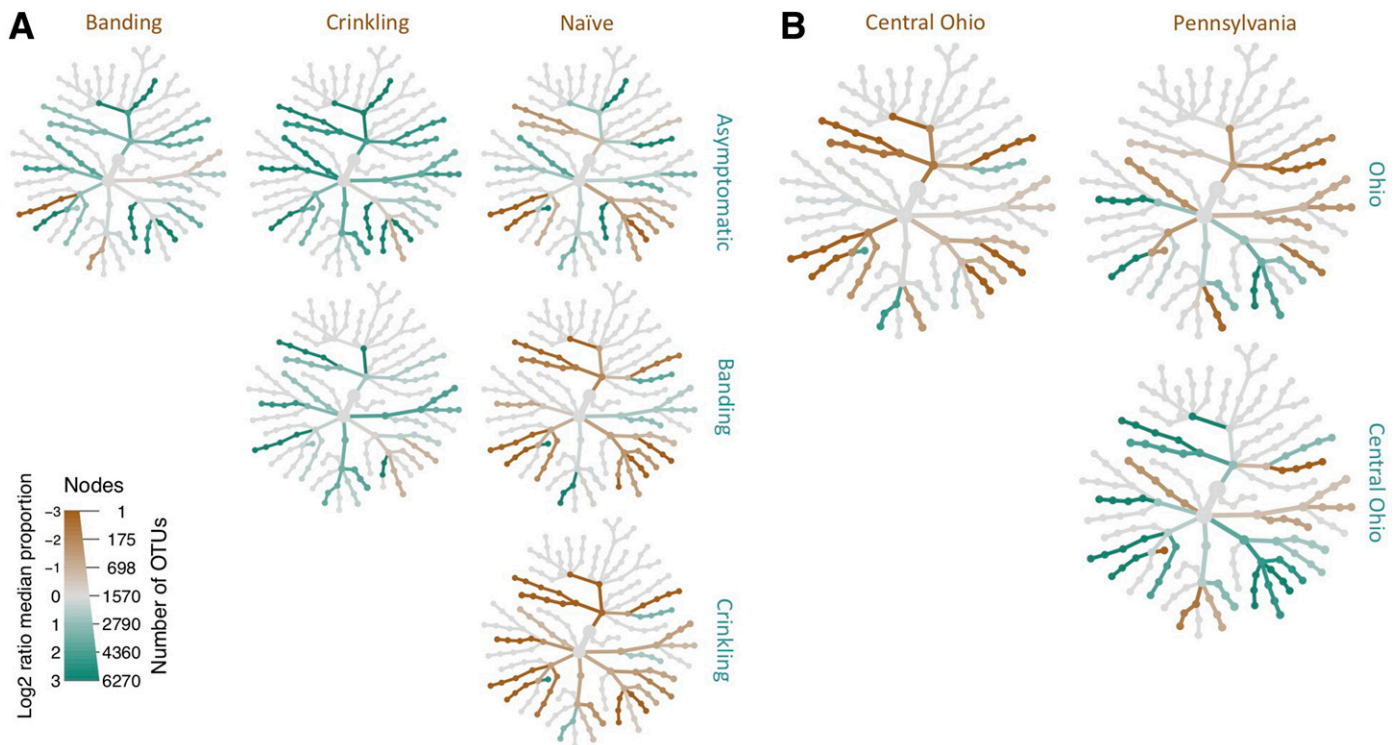 A
Banding
Crinkling
Naïve
Asymptomatic
Banding
Crinkling
B
Central Ohio
Pennsylvania
Ohio
Central Ohio
Nodes
Log2 ratio median proportion
Number of OTUs
-3 1
-2 175
-1 698
0 1570
1 2790
2 4360
3 6270